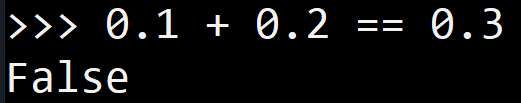 >>> 0.1 + 0.2 == 0.3
False